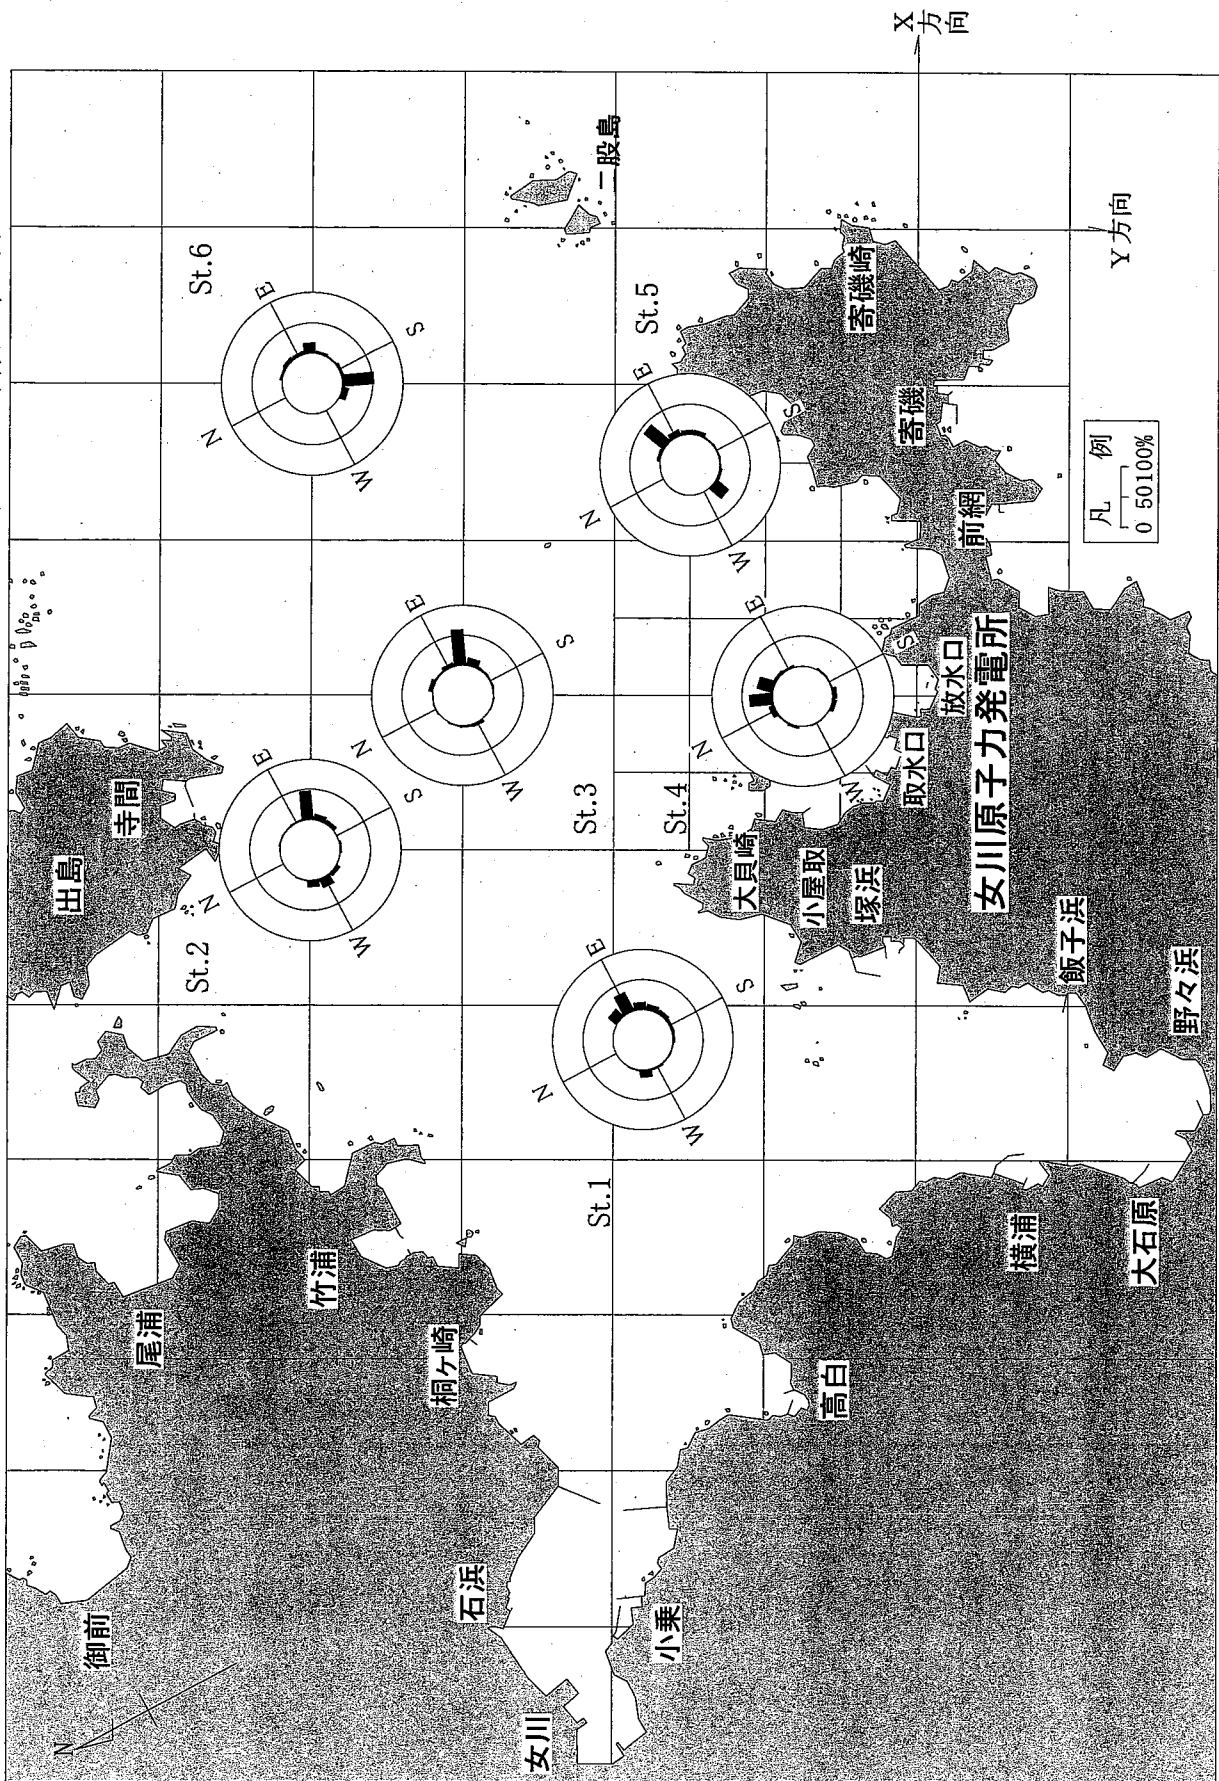 X
方向
Y方向
St.6
N
E
S
W
二股島
St.5
N
E
S
W
寄磯崎
寄磯
前網
凡 例
0 50100%
N
E
S
W
St.3
St.4
N
E
S
W
放水口
取水口
女川原子力発電所
出島
寺間
N
E
S
W
St.2
大貝崎
小屋取
塚浜
飯子浜
野々浜
N
E
S
W
St.1
尾浦
竹浦
桐ヶ崎
高白
横浦
大石原
御前
石浜
小乗
女川
N